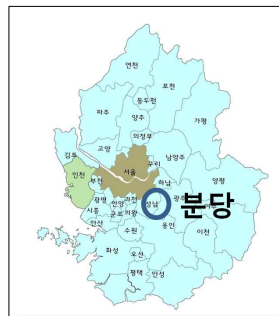 연천
포천
동두천
파주
양주
가평
의정부
고양
남양주
김포
서울
구리
인천
부천
하남
양평
광명
과천
성남
광
분당
시흥
안양
군포
의왕
안산
수원
용인
이천
화성
오산
평택
안성